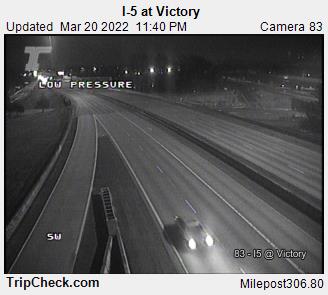 I-5 at Victory
Updated Mar 20 2022 11:40 PM Camera 83
LOW PRESSURE
SW
83 - I5 @ Victory
TripCheck.com Milepost306.80